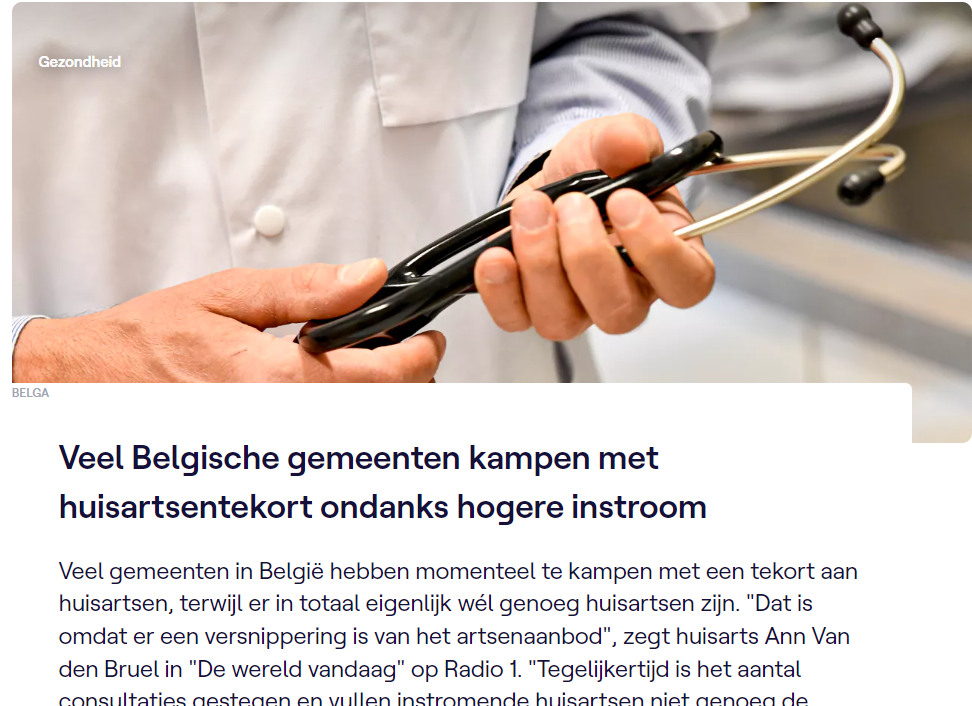 Gezondheid
BELGA
Veel Belgische gemeenten kampen met
huisartsentekort ondanks hogere instroom
Veel gemeenten in België hebben momenteel te kampen met een tekort aan
huisartsen, terwijl er in totaal eigenlijk wél genoeg huisartsen zijn. "Dat is
omdat er een versnippering is van het artsenaanbod", zegt huisarts Ann Van
den Bruel in "De wereld vandaag" op Radio 1. "Tegelijkertijd is het aantal
consultaties gestegen en vullen instromende huisartsen niet genoeg de